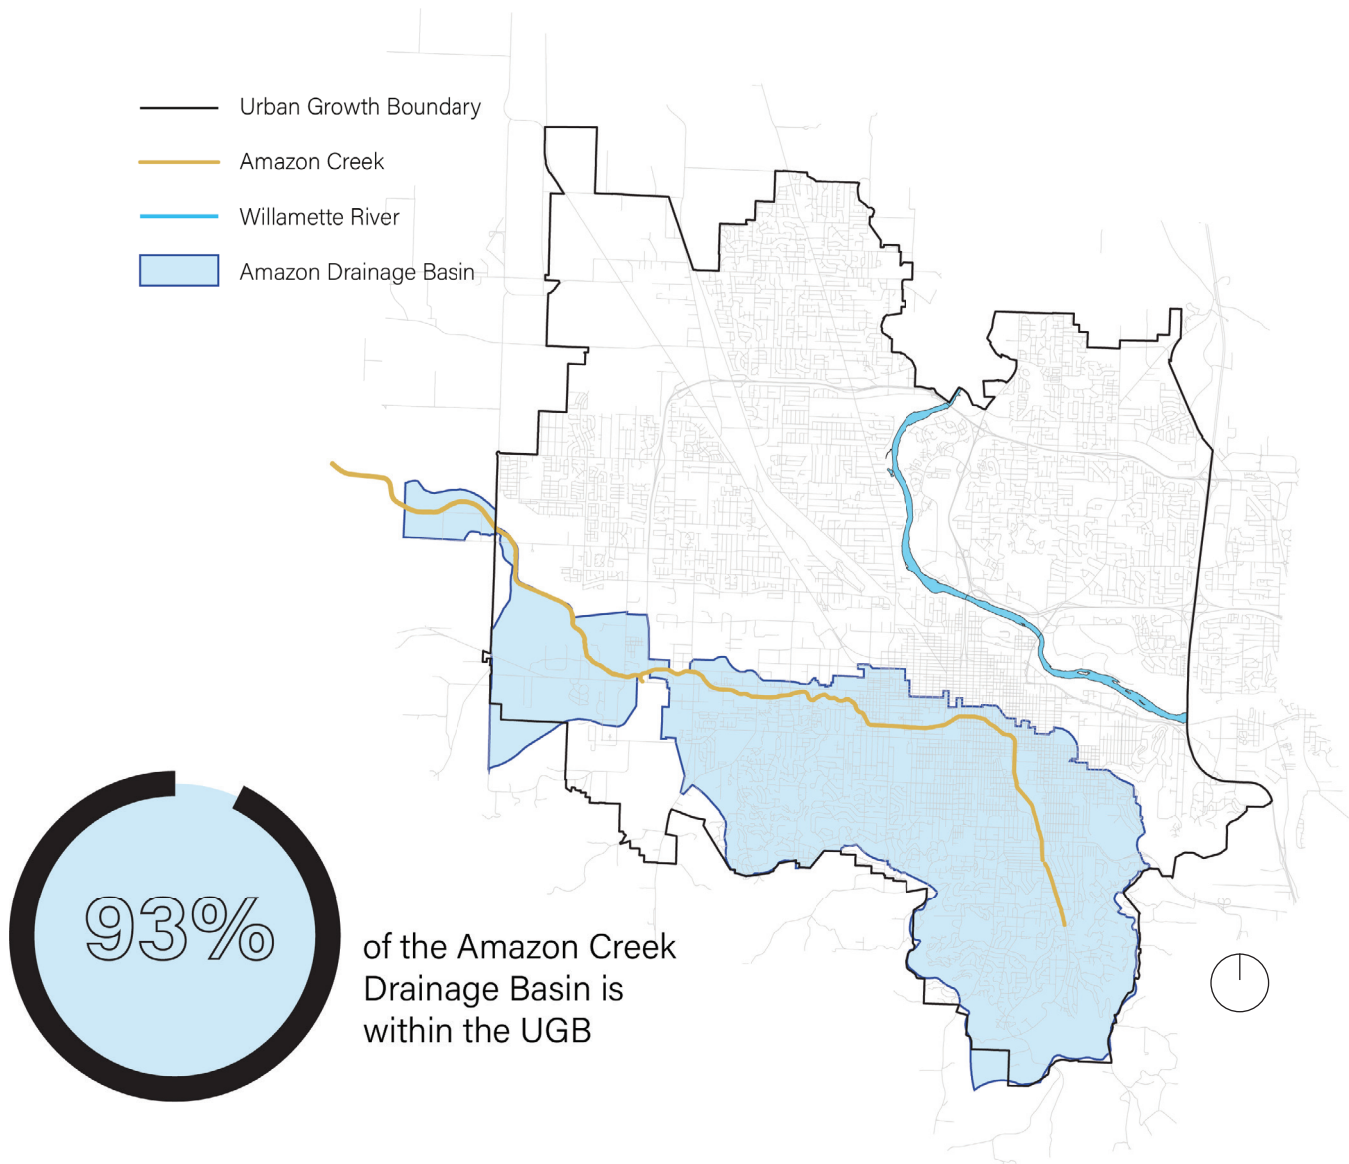 Urban Growth Boundary
Amazon Creek
Willamette River
Amazon Drainage Basin
93%
of the Amazon Creek
Drainage Basin is
within the UGB